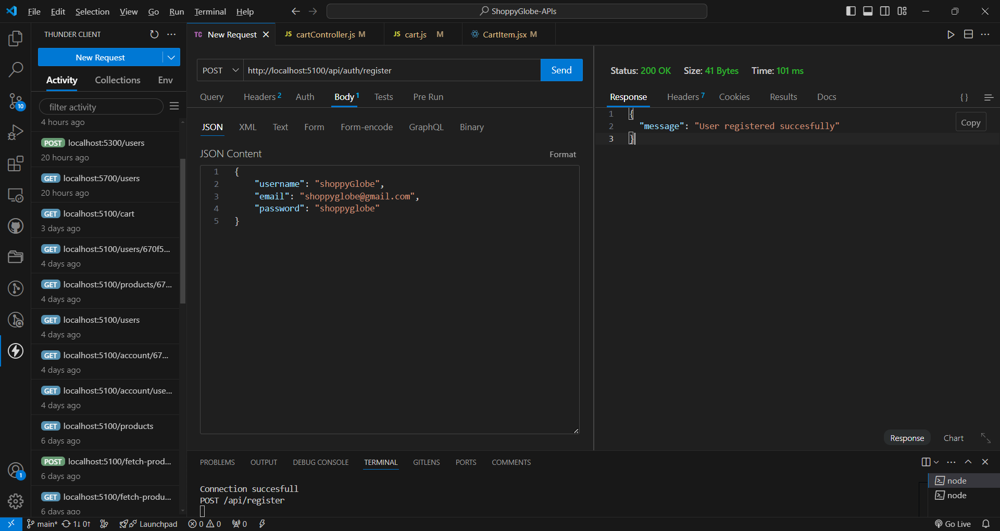 File Edit Selection View Go Run Terminal Help
ShoppyGlobe-APIs
THUNDER CLIENT
New Request
Activity Collections Env
filter activity
4 hours ago
POST localhost:5300/users
20 hours ago
GET localhost:5700/users
20 hours ago
GET localhost:5100/cart
3 days ago
GET localhost:5100/users/670f5...
4 days ago
GET localhost:5100/products/67...
4 days ago
GET localhost:5100/users
4 days ago
GET localhost:5100/account/67...
4 days ago
GET localhost:5100/account/use...
4 days ago
GET localhost:5100/products
6 days ago
POST localhost:5100/fetch-prod...
6 days ago
GET localhost:5100/fetch-produ...
6 days ago
10
1
TC New Request
JS cartController.js M
JS cart.js M
CartItem.jsx M
POST http://localhost:5100/api/auth/register Send
Query Headers 2 Auth Body 1 Tests Pre Run
JSON XML Text Form Form-encode GraphQL Binary
JSON Content Format
1 {
2 "username": "shoppyGlobe",
3 "email": "shoppyglobe@gmail.com",
4 "password": "shoppyglobe"
5 }
Status: 200 OK Size: 41 Bytes Time: 101 ms
Response Headers 7 Cookies Results Docs { }
1 {
2 "message": "User registered succesfully"
3 }
Copy
Response Chart
PROBLEMS OUTPUT DEBUG CONSOLE TERMINAL GITLENS PORTS COMMENTS
Connection succesfull
POST /api/register
node
node
main* 1↓ 0↑ Launchpad 0 0 0 Go Live